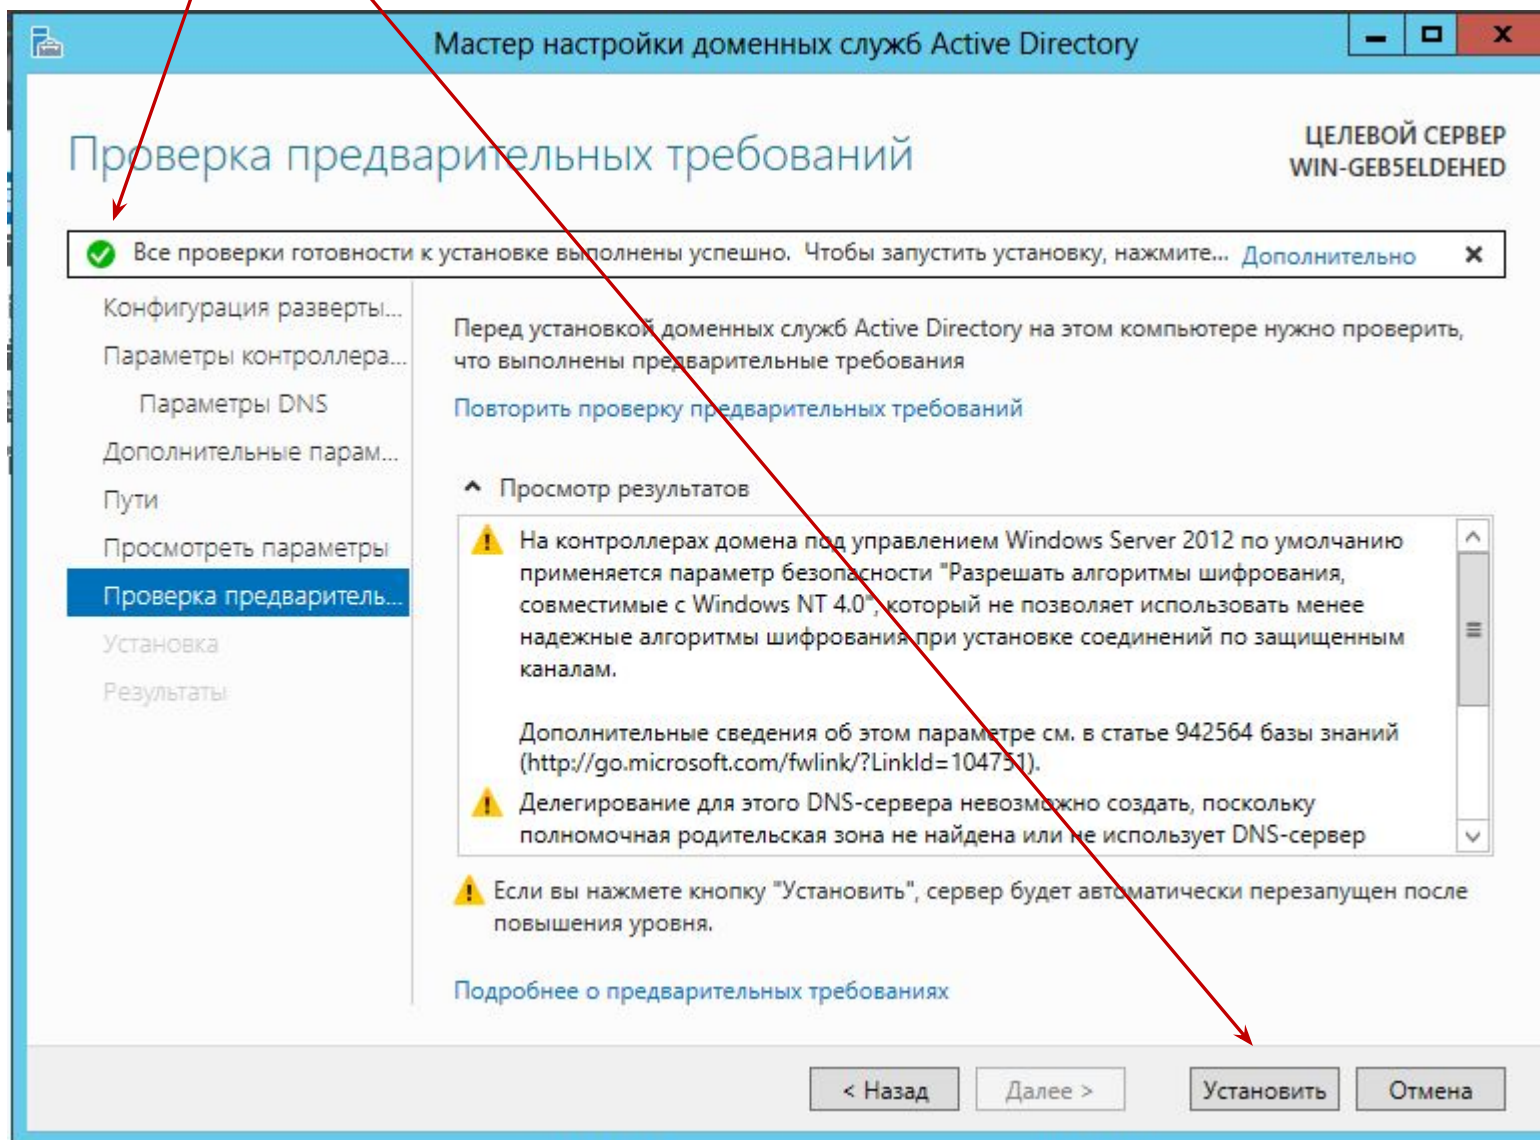 Мастер настройки доменных служб Active Directory
Проверка предварительных требований
ЦЕЛЕВОЙ СЕРВЕР
WIN-GEB5ELDEHED
Все проверки готовности к установке выполнены успешно. Чтобы запустить установку, нажмите... Дополнительно
Конфигурация разверты...
Параметры контроллера...
Параметры DNS
Дополнительные парам...
Пути
Просмотреть параметры
Проверка предваритель...
Установка
Результаты
Перед установкой доменных служб Active Directory на этом компьютере нужно проверить,
что выполнены предварительные требования
Повторить проверку предварительных требований
Просмотр результатов
На контроллерах домена под управлением Windows Server 2012 по умолчанию
применяется параметр безопасности "Разрешать алгоритмы шифрования,
совместимые с Windows NT 4.0", который не позволяет использовать менее
надежные алгоритмы шифрования при установке соединений по защищенным
каналам.
Дополнительные сведения об этом параметре см. в статье 942564 базы знаний
(http://go.microsoft.com/fwlink/?LinkId=104751).
Делегирование для этого DNS-сервера невозможно создать, поскольку
полномочная родительская зона не найдена или не использует DNS-сервер
Если вы нажмете кнопку "Установить", сервер будет автоматически перезапущен после
повышения уровня.
Подробнее о предварительных требованиях
< Назад
Далее >
Установить
Отмена